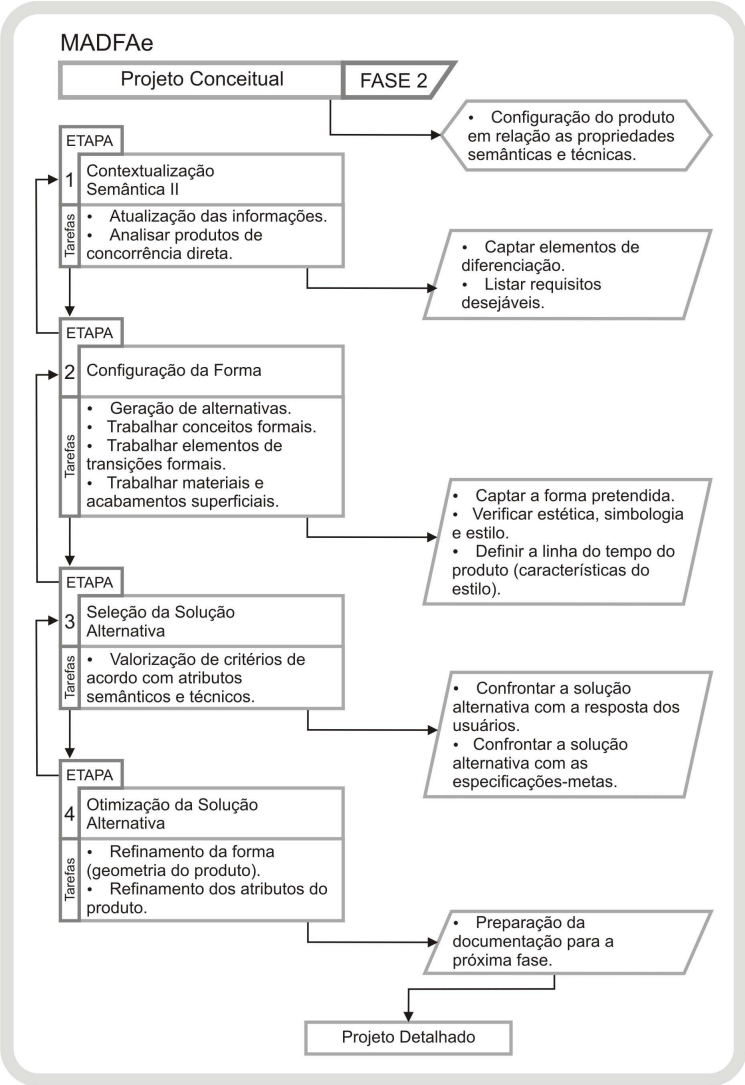 MADFAe
Projeto Conceitual
FASE 2
• Configuração do produto
em relação as propriedades
semânticas e técnicas.
ETAPA
1
Contextualização
Semântica II
Tarefas
• Atualização das informações.
• Analisar produtos de
concorrência direta.
• Captar elementos de
diferenciação.
• Listar requisitos
desejáveis.
ETAPA
2
Configuração da Forma
Tarefas
• Geração de alternativas.
• Trabalhar conceitos formais.
• Trabalhar elementos de
transições formais.
• Trabalhar materiais e
acabamentos superficiais.
• Captar a forma pretendida.
• Verificar estética, simbologia
e estilo.
• Definir a linha do tempo do
produto (características do
estilo).
ETAPA
3
Seleção da Solução
Alternativa
Tarefas
• Valorização de critérios de
acordo com atributos
semânticos e técnicos.
• Confrontar a solução
alternativa com a resposta dos
usuários.
• Confrontar a solução
alternativa com as
especificações-metas.
ETAPA
4
Otimização da Solução
Alternativa
Tarefas
• Refinamento da forma
(geometria do produto).
• Refinamento dos atributos do
produto.
• Preparação da
documentação para a
próxima fase.
Projeto Detalhado